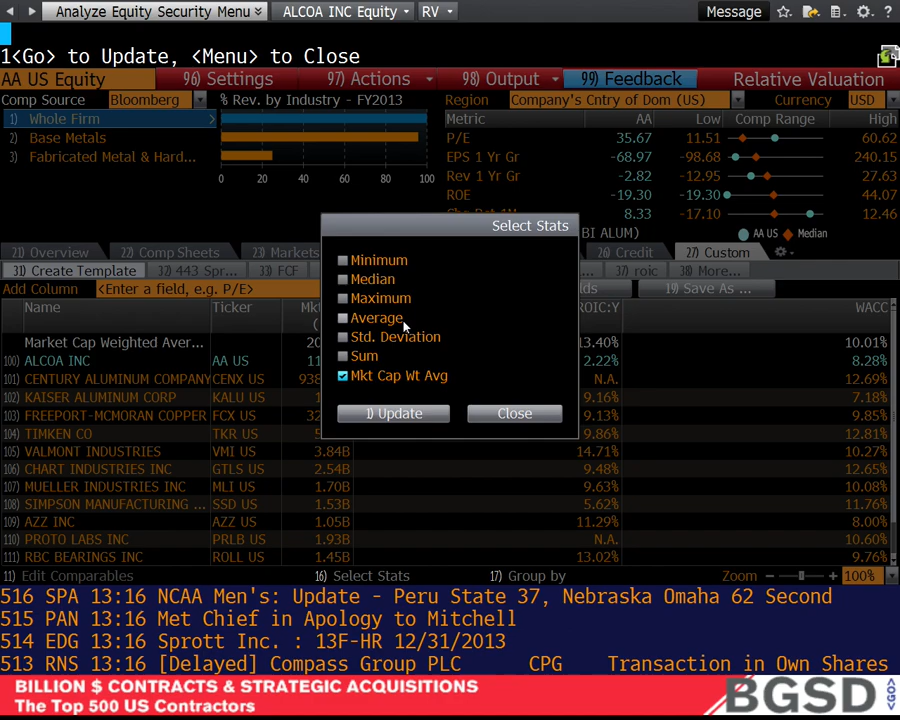 Analyze Equity Security Menu ALCOA INC Equity RV Message
1<Go> to Update, <Menu> to Close
AA US Equity 96) Settings 97) Actions 98) Output 99) Feedback Relative Valuation
Comp Source Bloomberg % Rev. by Industry - FY2013 Region Company's Cntry of Dom (US) Currency USD
1) Whole Firm Metric AA Low Comp Range High
2) Base Metals P/E 35.67 11.51 60.62
3) Fabricated Metal & Hard... EPS 1 Yr Gr -68.97 -98.68 240.15
0 20 40 60 80 100 Rev 1 Yr Gr -2.82 -12.95 27.63
ROE -19.30 -19.30 44.07
8.33 -17.10 12.46
BI ALUM) AA US Median
Select Stats
Minimum
Median
Maximum
Average
Std. Deviation
Sum
Mkt Cap Wt Avg
1) Update Close
21) Overview 22) Comp Sheets 23) Markets 26) Credit 27) Custom
31) Create Template 32) 443 Spr... 33) FCF 37) roic 38) More...
Add Column <Enter a field, e.g. P/E> 19) Save As ...
Name Ticker Mkt ROIC:Y WACC
Market Cap Weighted Aver... 20 13.40% 10.01%
100) ALCOA INC AA US 11 2.22% 8.28%
101) CENTURY ALUMINUM COMPANY CENX US 938 N.A. 12.69%
102) KAISER ALUMINUM CORP KALU US 9.16% 7.18%
103) FREEPORT-MCMORAN COPPER FCX US 32 9.13% 9.85%
104) TIMKEN CO TKR US 9.86% 12.81%
105) VALMONT INDUSTRIES VMI US 3.84B 14.71% 10.16%
106) CHART INDUSTRIES INC GTLS US 2.54B 9.48% 12.65%
107) MUELLER INDUSTRIES INC MLI US 1.70B 9.63% 10.08%
108) SIMPSON MANUFACTURING ... SSD US 1.53B 5.62% 11.76%
109) AZZ INC AZZ US 1.05B 11.29% 8.00%
110) PROTO LABS INC PRLB US 1.93B N.A. 10.60%
111) RBC BEARINGS INC ROLL US 1.45B 13.02% 9.76%
11) Edit Comparables 16) Select Stats 17) Group by Zoom - + 100%
516 SPA 13:16 NCAA Men's: Update - Peru State 37, Nebraska Omaha 62 Second
515 PAN 13:16 Met Chief in Apology to Mitchell
514 EDG 13:16 Sprott Inc. : 13F-HR 12/31/2013
513 RNS 13:16 [Delayed] Compass Group PLC CPG Transaction in Own Shares
BILLION $ CONTRACTS & STRATEGIC ACQUISITIONS
The Top 500 US Contractors
BGSD <GO>